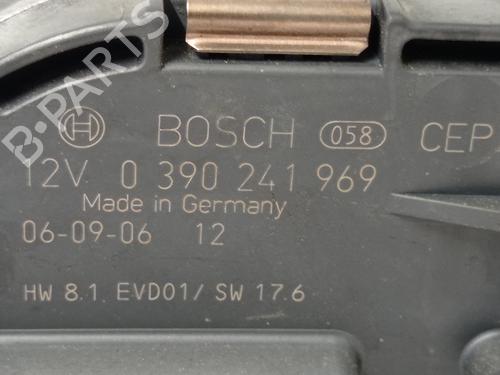 BOSCH 058 CEP
12V 0 390 241 969
Made in Germany
06-09-06 12
HW 8.1 EVD01/ SW 17.6
B-PARTS